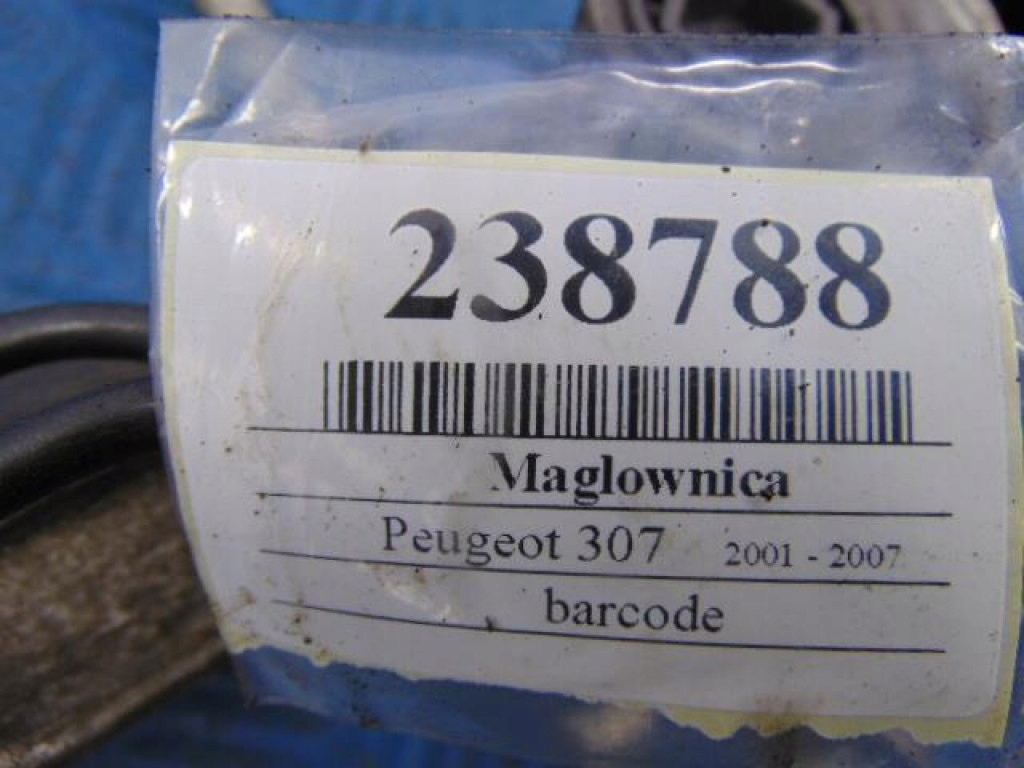 238788
Maglownica
Peugeot 307 2001 - 2007
barcode